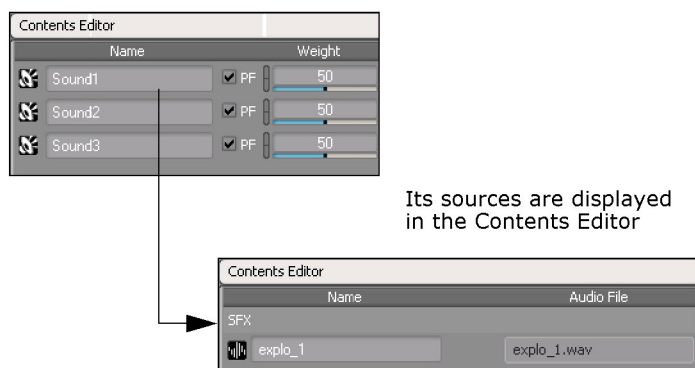 Contents Editor
Name Weight
Sound1 PF 50
Sound2 PF 50
Sound3 PF 50
Its sources are displayed
in the Contents Editor
Contents Editor
Name Audio File
SFX
explo_1 explo_1.wav